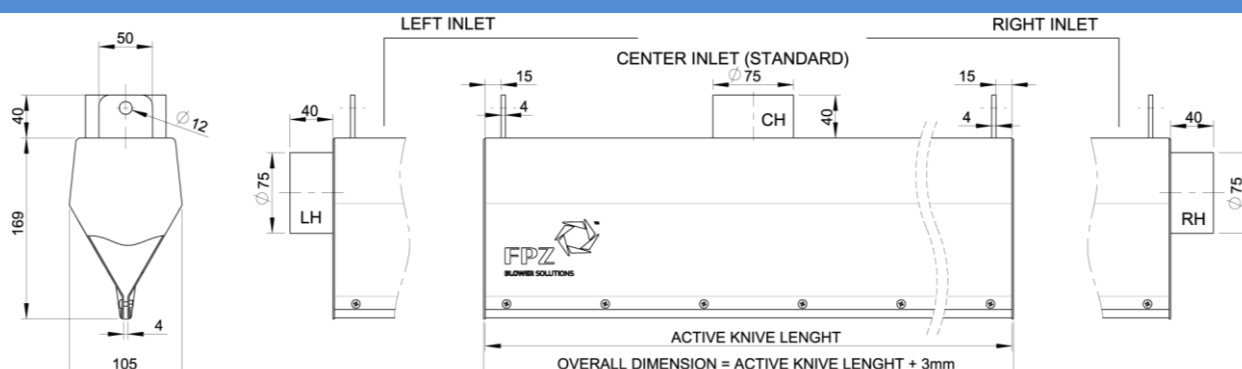 LEFT INLET
RIGHT INLET
CENTER INLET (STANDARD)
50
15
Ø 75
15
40
Ø 12
40
4
CH
40
4
40
169
Ø 75
LH
RH
Ø 75
FPZ
BLOWER SOLUTIONS
™
4
ACTIVE KNIVE LENGHT
105
OVERALL DIMENSION = ACTIVE KNIVE LENGHT + 3mm